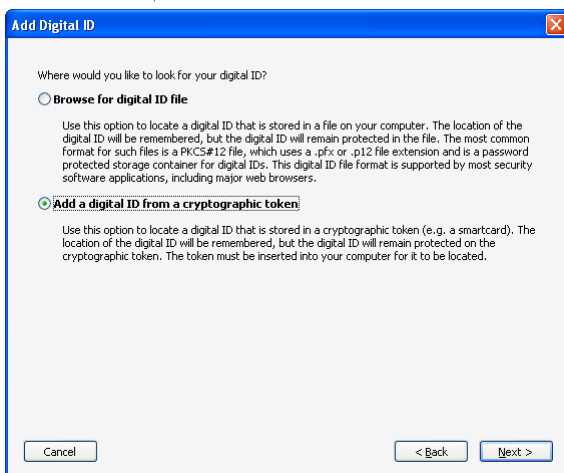 Add Digital ID
Where would you like to look for your digital ID?
Browse for digital ID file
Use this option to locate a digital ID that is stored in a file on your computer. The location of the
digital ID will be remembered, but the digital ID will remain protected in the file. The most common
format for such files is a PKCS#12 file, which uses a .pfx or .p12 file extension and is a password
protected storage container for digital IDs. This digital ID file format is supported by most security
software applications, including major web browsers.
Add a digital ID from a cryptographic token
Use this option to locate a digital ID that is stored in a cryptographic token (e.g. a smartcard). The
location of the digital ID will be remembered, but the digital ID will remain protected on the
cryptographic token. The token must be inserted into your computer for it to be located.
Cancel
< Back
Next >